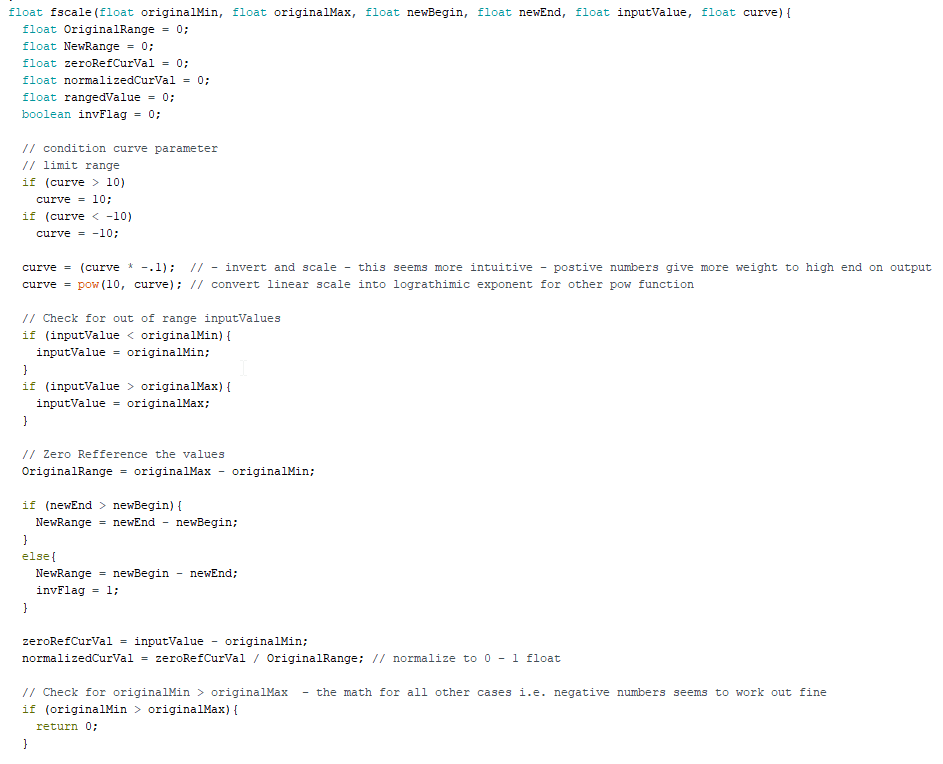 float fscale(float originalMin, float originalMax, float newBegin, float newEnd, float inputValue, float curve){
float OriginalRange = 0;
float NewRange = 0;
float zeroRefCurVal = 0;
float normalizedCurVal = 0;
float rangedValue = 0;
boolean invFlag = 0;
// condition curve parameter
// limit range
if (curve > 10)
curve = 10;
if (curve < -10)
curve = -10;
curve = (curve * -.1);  // - invert and scale - this seems more intuitive - postive numbers give more weight to high end on output
curve = pow(10, curve); // convert linear scale into lograthimic exponent for other pow function
// Check for out of range inputValues
if (inputValue < originalMin){
inputValue = originalMin;
}
if (inputValue > originalMax){
inputValue = originalMax;
}
// Zero Refference the values
OriginalRange = originalMax - originalMin;
if (newEnd > newBegin){
NewRange = newEnd - newBegin;
}
else{
NewRange = newBegin - newEnd;
invFlag = 1;
}
zeroRefCurVal = inputValue - originalMin;
normalizedCurVal = zeroRefCurVal / OriginalRange; // normalize to 0 - 1 float
// Check for originalMin > originalMax  - the math for all other cases i.e. negative numbers seems to work out fine
if (originalMin > originalMax){
return 0;
}